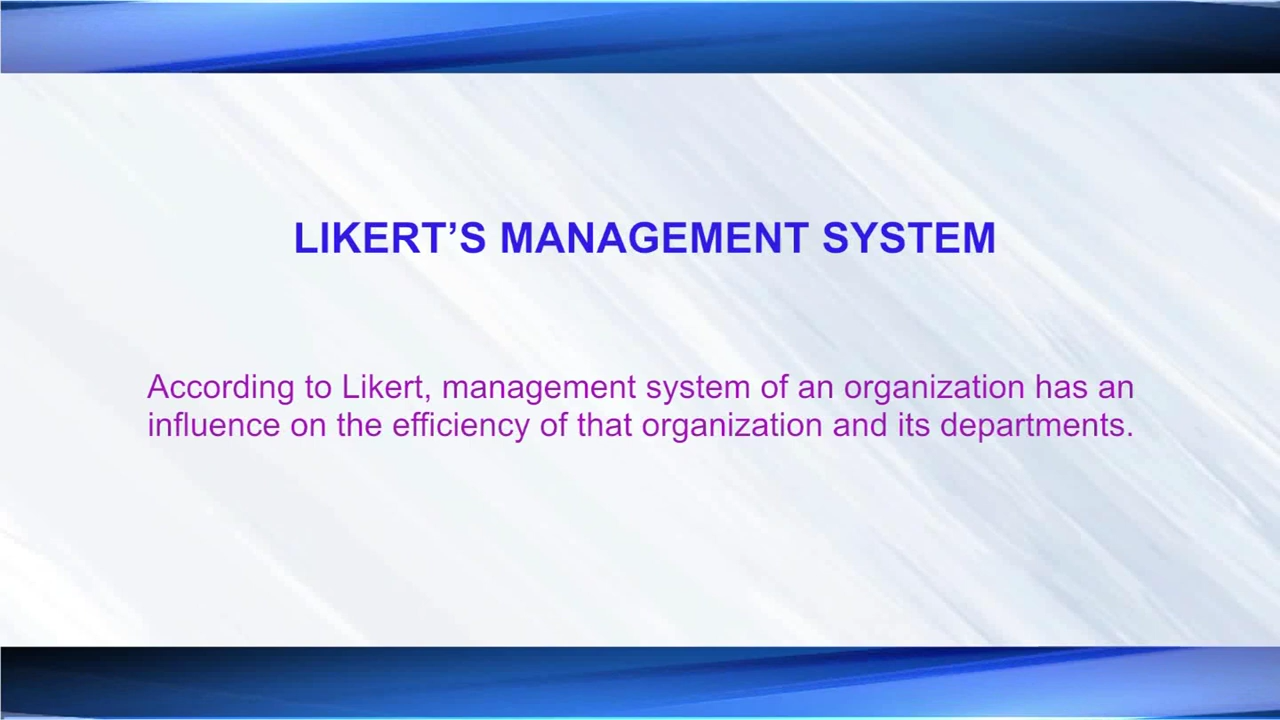 LIKERT’S MANAGEMENT SYSTEM
According to Likert, management system of an organization has an
influence on the efficiency of that organization and its departments.